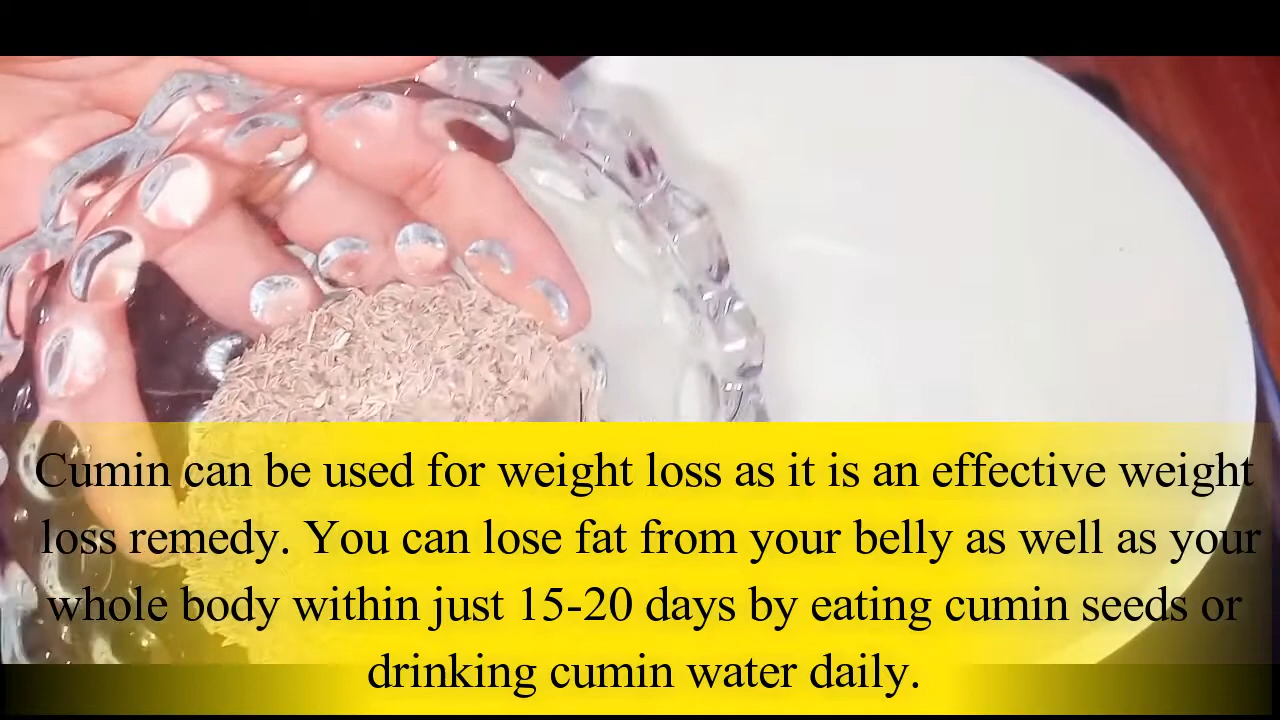 Cumin can be used for weight loss as it is an effective weight
loss remedy. You can lose fat from your belly as well as your
whole body within just 15-20 days by eating cumin seeds or
drinking cumin water daily.